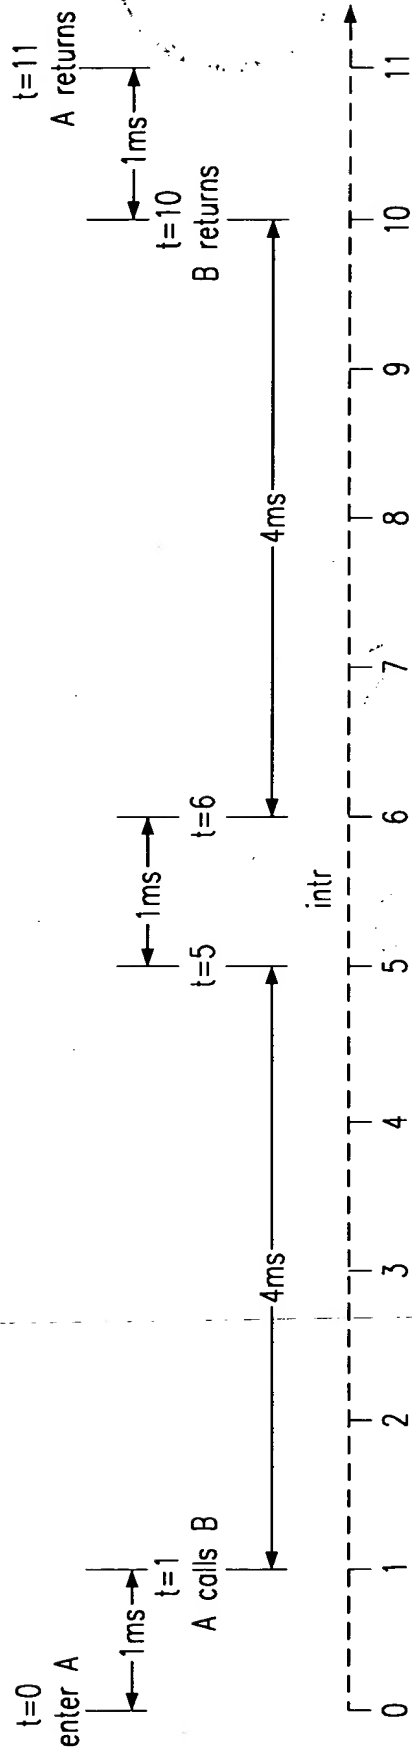 t=0
enter A
1ms
t=1
A calls B
4ms
t=5
1ms
t=6
4ms
t=10
B returns
1ms
t=11
A returns
intr
0 1 2 3 4 5 6 7 8 9 10 11